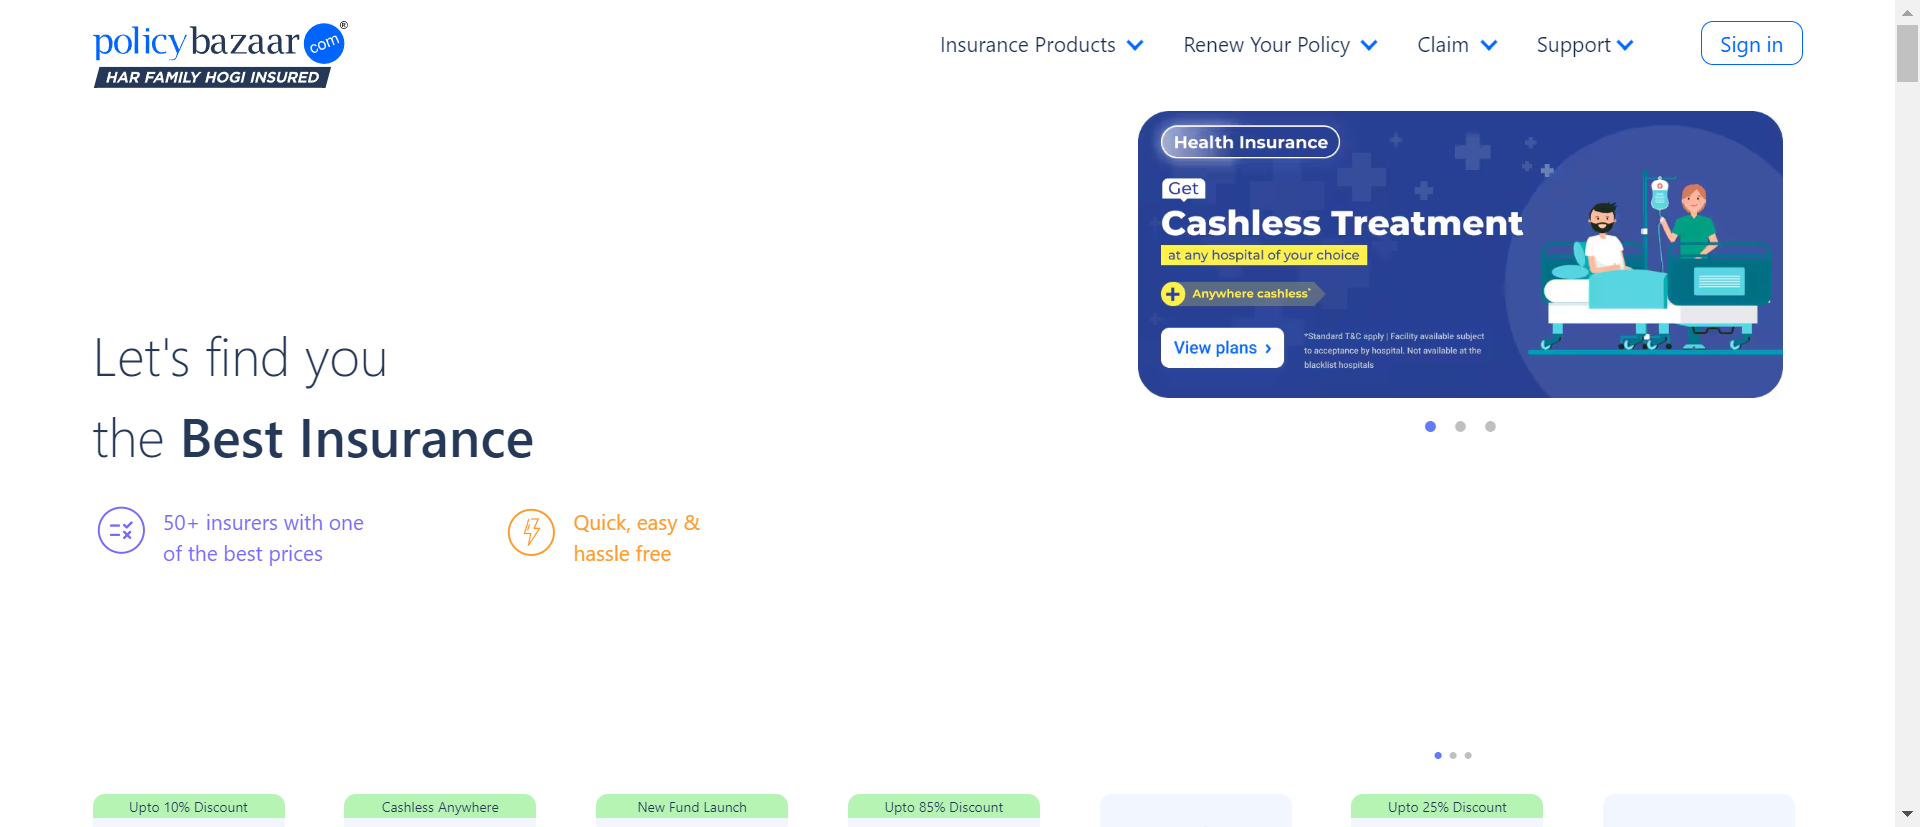 policybazaar com ®
HAR FAMILY HOGI INSURED
Insurance Products
Renew Your Policy
Claim
Support
Sign in
Health Insurance
Get
Cashless Treatment
at any hospital of your choice
Anywhere cashless*
View plans ›
*Standard T&C apply | Facility available subject
to acceptance by hospital. Not available at the
blacklist hospitals
Let's find you
the Best Insurance
50+ insurers with one
of the best prices
Quick, easy &
hassle free
Upto 10% Discount
Cashless Anywhere
New Fund Launch
Upto 85% Discount
Upto 25% Discount